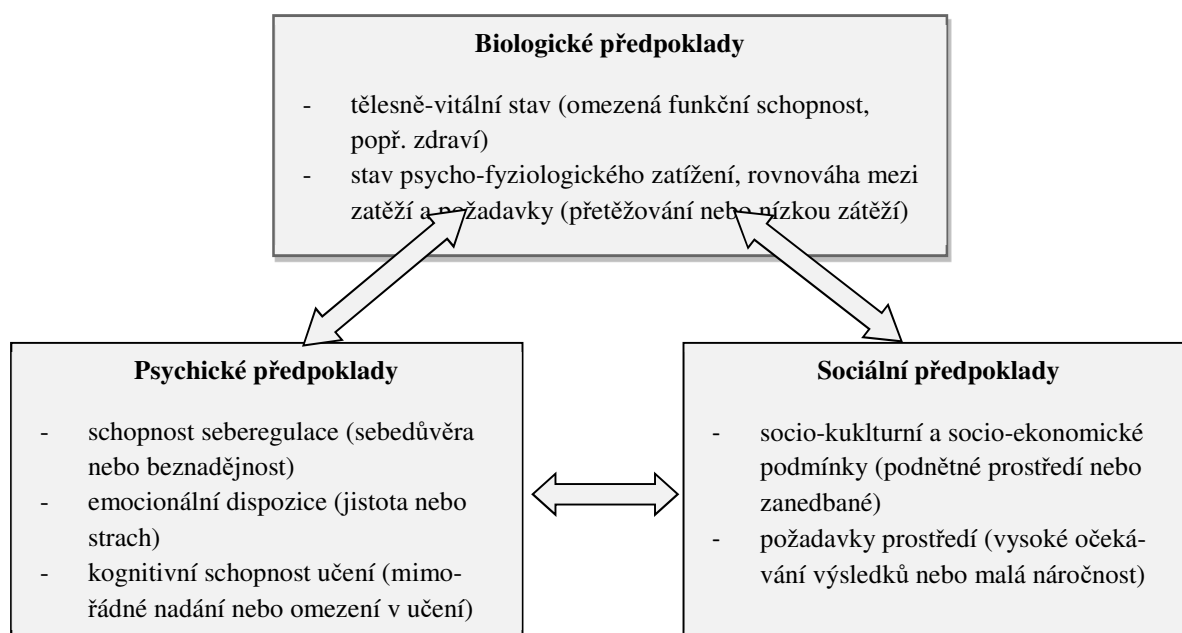 Biologické předpoklady
- tělesně-vitální stav (omezená funkční schopnost,
popř. zdraví)
- stav psycho-fyziologického zatížení, rovnováha mezi
zatěží a požadavky (přetěžování nebo nízkou zátěží)
Psychické předpoklady
- schopnost seberegulace (sebedůvěra
nebo beznadějnost)
- emocionální dispozice (jistota nebo
strach)
- kognitivní schopnost učení (mimo-
řádné nadání nebo omezení v učení)
Sociální předpoklady
- socio-kuklturní a socio-ekonomické
podmínky (podnětné prostředí nebo
zanedbané)
- požadavky prostředí (vysoké očeká-
vání výsledků nebo malá náročnost)